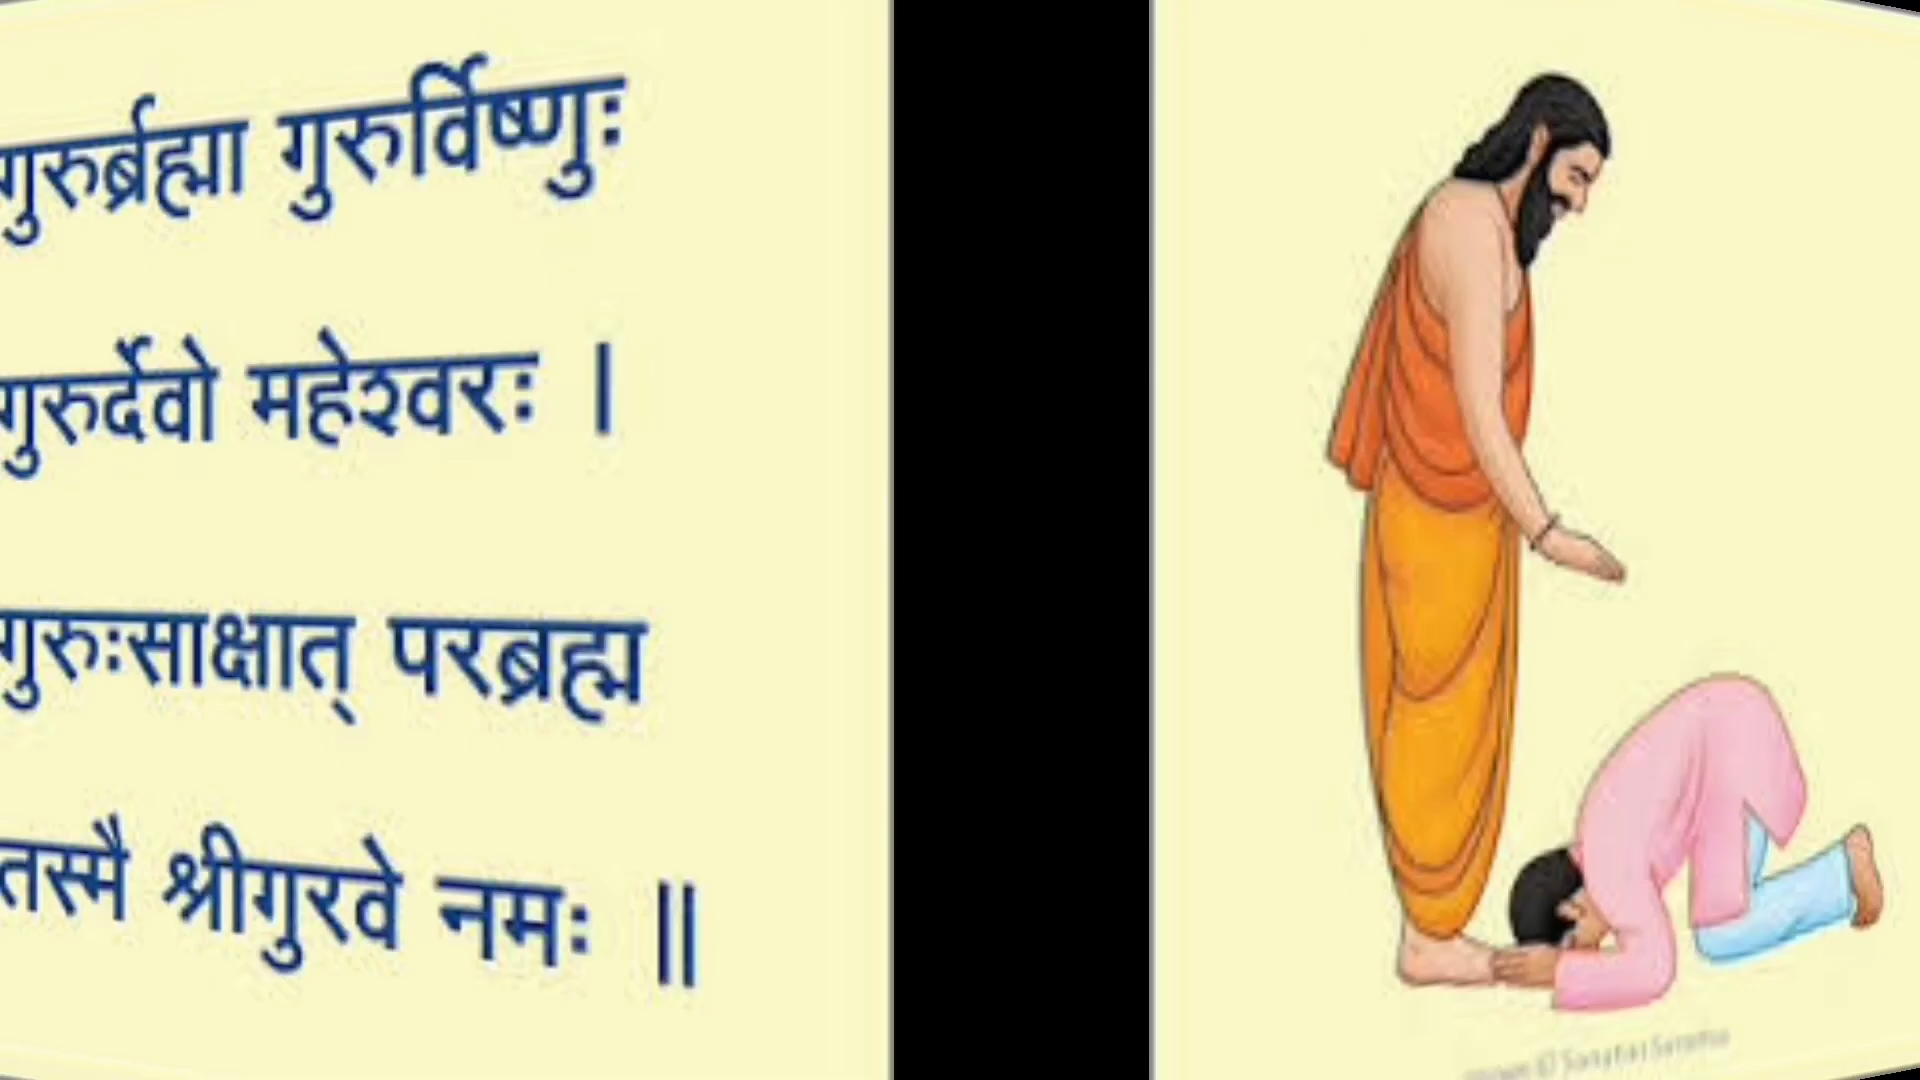 गुरुर्ब्रह्मा गुरुर्विष्णुः
गुरुर्देवो महेश्वरः ।
गुरुःसाक्षात् परब्रह्म
तस्मै श्रीगुरवे नमः ॥